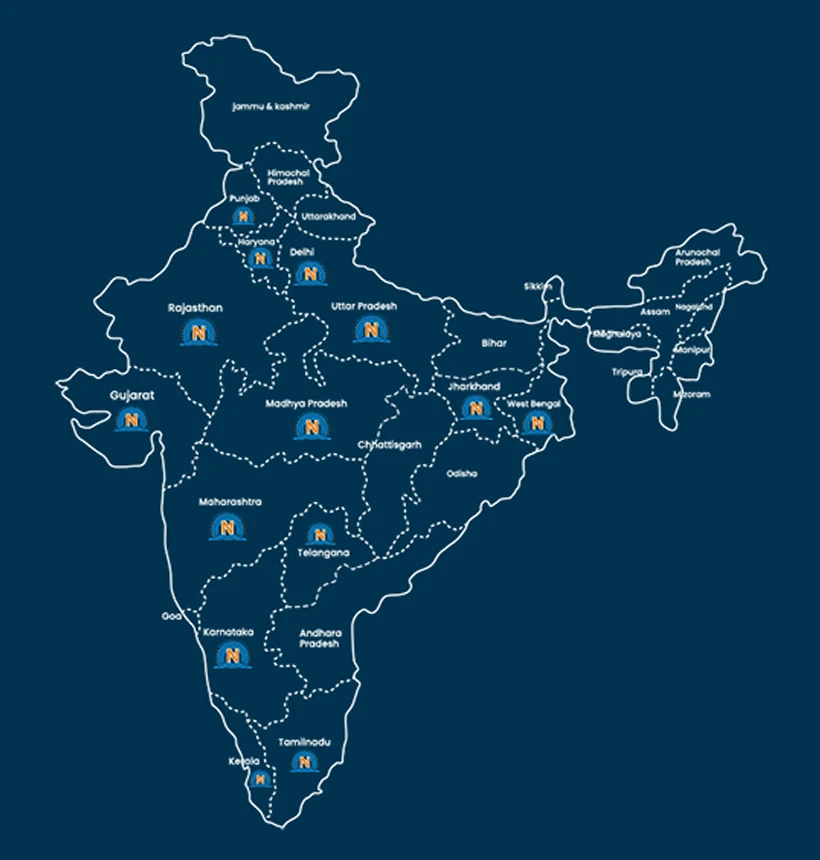 jammu & kashmir
Himachal
Pradesh
Punjab
N
Uttarakhand
Haryana
N
Delhi
N
Arunachal
Pradesh
Sikkim
Assam
Nagaland
Meghalaya
Manipur
Tripura
Mizoram
Rajasthan
N
Uttar Pradesh
N
Bihar
Jharkhand
N
West Bengal
N
Gujarat
N
Madhya Pradesh
N
Chhattisgarh
Odisha
Maharashtra
N
N
Telangana
Goa
Karnataka
N
Andhara
Pradesh
Tamilnadu
N
Kerala
N